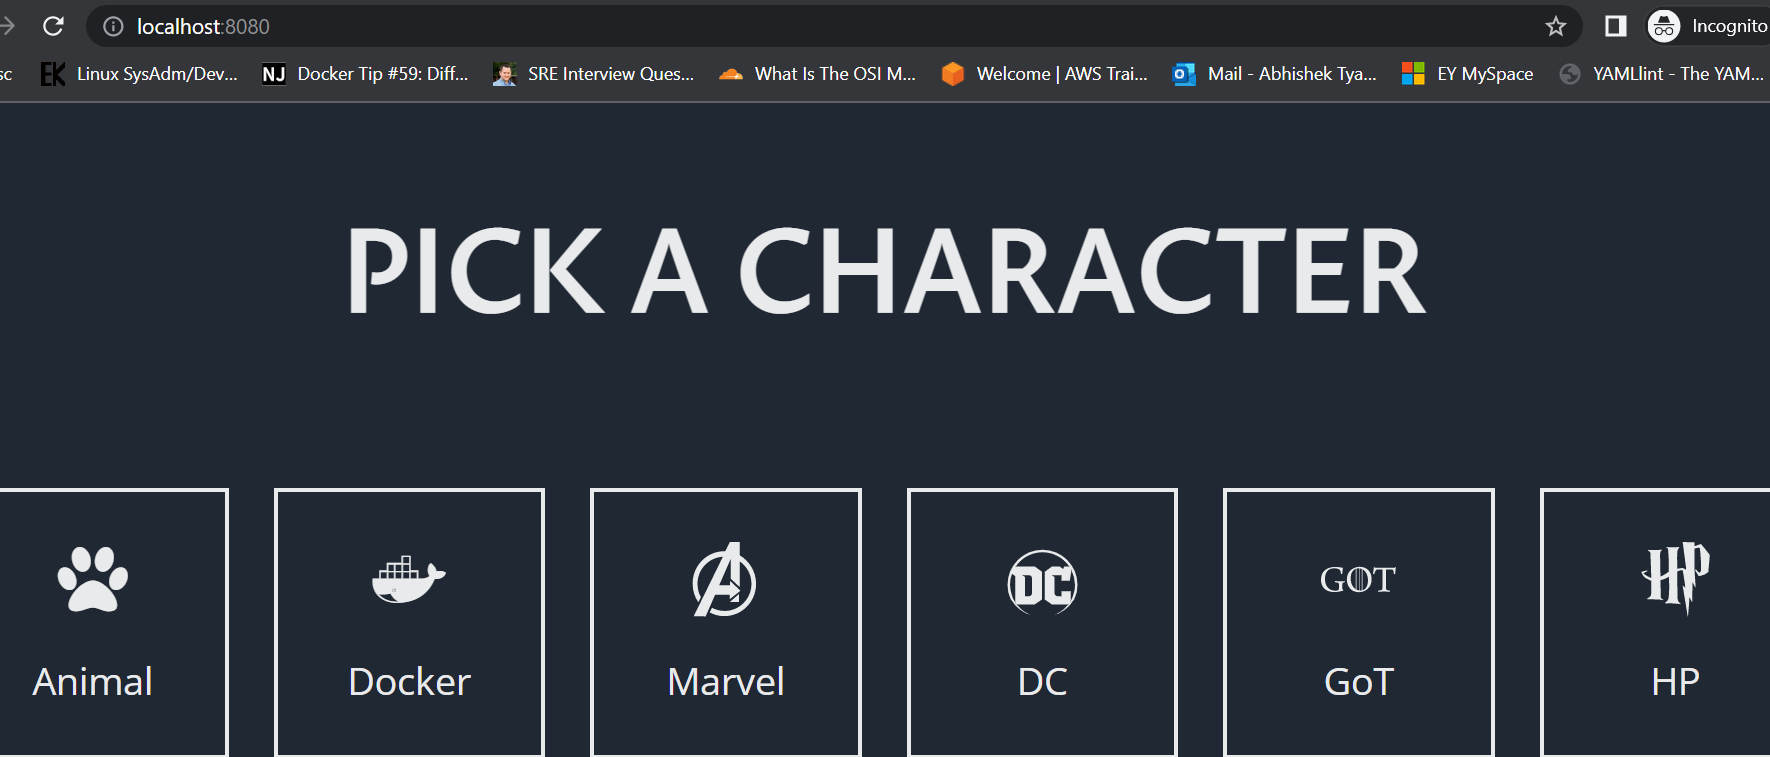 localhost:8080
Incognito
sc
EK Linux SysAdm/Dev...
NJ Docker Tip #59: Diff...
SRE Interview Ques...
What Is The OSI M...
Welcome | AWS Trai...
Mail - Abhishek Tya...
EY MySpace
YAMLlint - The YAM...
PICK A CHARACTER
A
DC
GOT
HP
Animal
Docker
Marvel
DC
GoT
HP